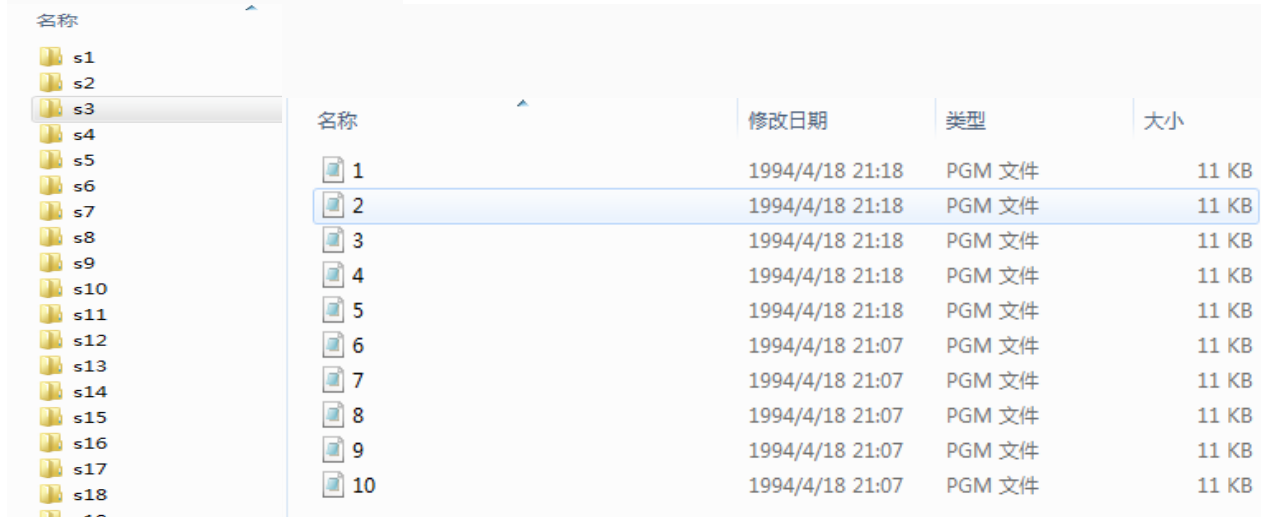 名称
s1
s2
s3
s4
s5
s6
s7
s8
s9
s10
s11
s12
s13
s14
s15
s16
s17
s18
名称 修改日期 类型 大小
1 1994/4/18 21:18 PGM 文件 11 KB
2 1994/4/18 21:18 PGM 文件 11 KB
3 1994/4/18 21:18 PGM 文件 11 KB
4 1994/4/18 21:18 PGM 文件 11 KB
5 1994/4/18 21:18 PGM 文件 11 KB
6 1994/4/18 21:07 PGM 文件 11 KB
7 1994/4/18 21:07 PGM 文件 11 KB
8 1994/4/18 21:07 PGM 文件 11 KB
9 1994/4/18 21:07 PGM 文件 11 KB
10 1994/4/18 21:07 PGM 文件 11 KB